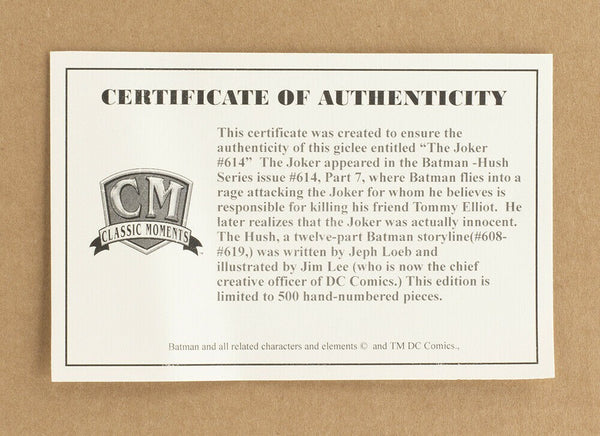 CERTIFICATE OF AUTHENTICITY
This certificate was created to ensure the
authenticity of this giclee entitled “The Joker
#614”  The Joker appeared in the Batman -Hush
Series issue #614, Part 7, where Batman flies into a
rage attacking the Joker for whom he believes is
responsible for killing his friend Tommy Elliot.  He
later realizes that the Joker was actually innocent.
The Hush, a twelve-part Batman storyline(#608-
#619,) was written by Jeph Loeb and
illustrated by Jim Lee (who is now the chief
creative officer of DC Comics.) This edition is
limited to 500 hand-numbered pieces.
CM
CLASSIC MOMENTS
TM
Batman and all related characters and elements ©  and TM DC Comics.,